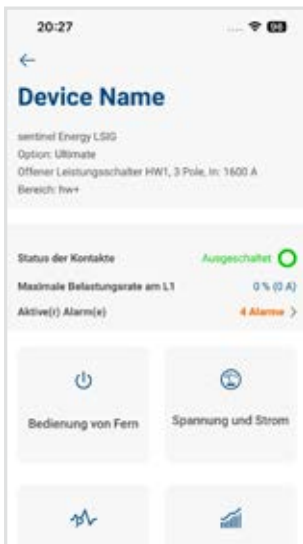 20:27
96
Device Name
sentinel Energy LSIG
Option: Ultimate
Offener Leistungsschalter HW1, 3 Pole, In: 1600 A
Bereich: hw+
Status der Kontakte Ausgeschaltet
Maximale Belastungsrate am L1 0 % (0 A)
Aktive(r) Alarm(e) 4 Alarme
Bedienung von Fern
Spannung und Strom